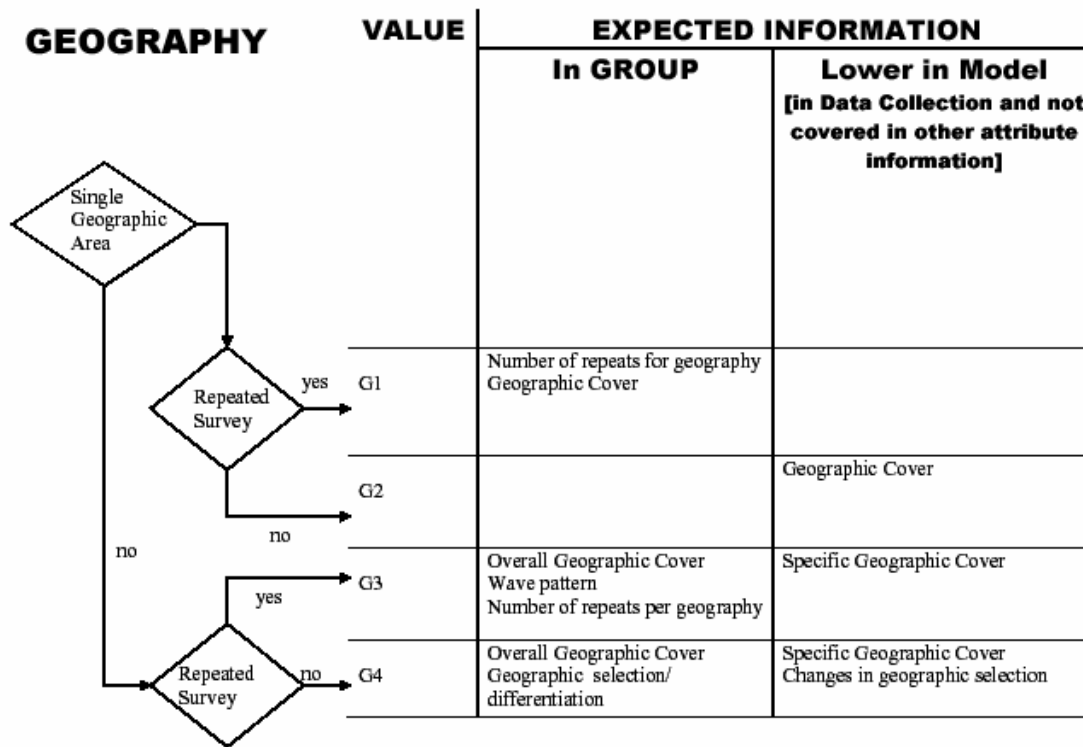 GEOGRAPHY
VALUE
EXPECTED INFORMATION
In GROUP
Lower in Model
[in Data Collection and not
covered in other attribute
information]
Single
Geographic
Area
Repeated
Survey
yes
G1
Number of repeats for geography
Geographic Cover
no
G2
Geographic Cover
no
yes
G3
Overall Geographic Cover
Wave pattern
Number of repeats per geography
Specific Geographic Cover
Repeated
Survey
no
G4
Overall Geographic Cover
Geographic selection/
differentiation
Specific Geographic Cover
Changes in geographic selection